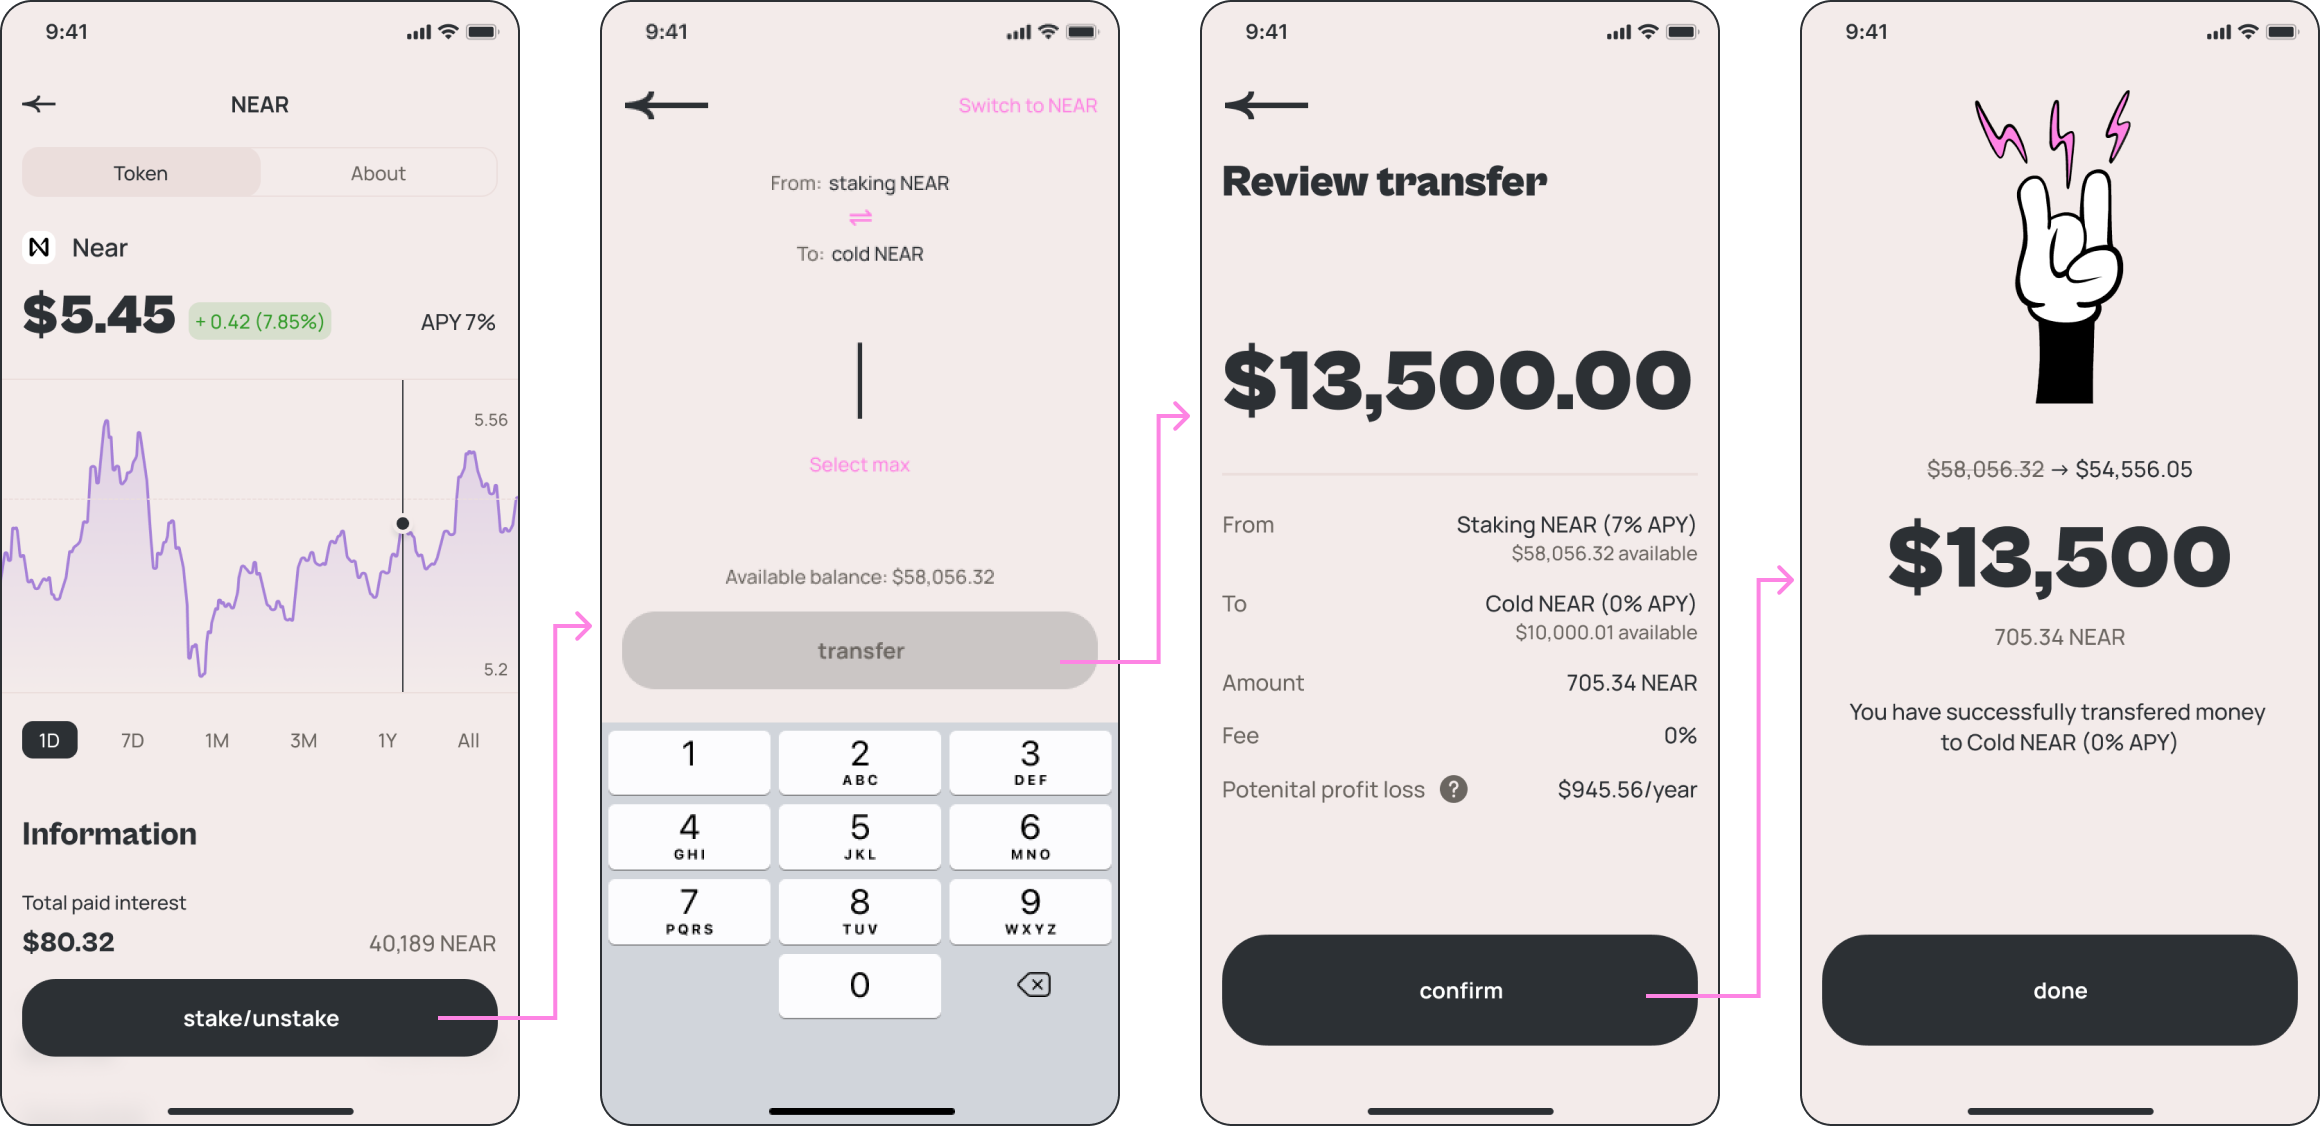 9:41
NEAR
Token
About
Near
$5.45
+ 0.42 (7.85%)
APY 7%
5.56
5.2
1D
7D
1M
3M
1Y
All
Information
Total paid interest
$80.32
40,189 NEAR
stake/unstake
9:41
Switch to NEAR
From: staking NEAR
To: cold NEAR
Select max
Available balance: $58,056.32
transfer
1
2
ABC
3
DEF
4
GHI
5
JKL
6
MNO
7
PQRS
8
TUV
9
WXYZ
0
9:41
Review transfer
$13,500.00
From
Staking NEAR (7% APY)
$58,056.32 available
To
Cold NEAR (0% APY)
$10,000.01 available
Amount
705.34 NEAR
Fee
0%
Potenital profit loss ?
$945.56/year
confirm
9:41
$58,056.32 → $54,556.05
$13,500
705.34 NEAR
You have successfully transfered money
to Cold NEAR (0% APY)
done